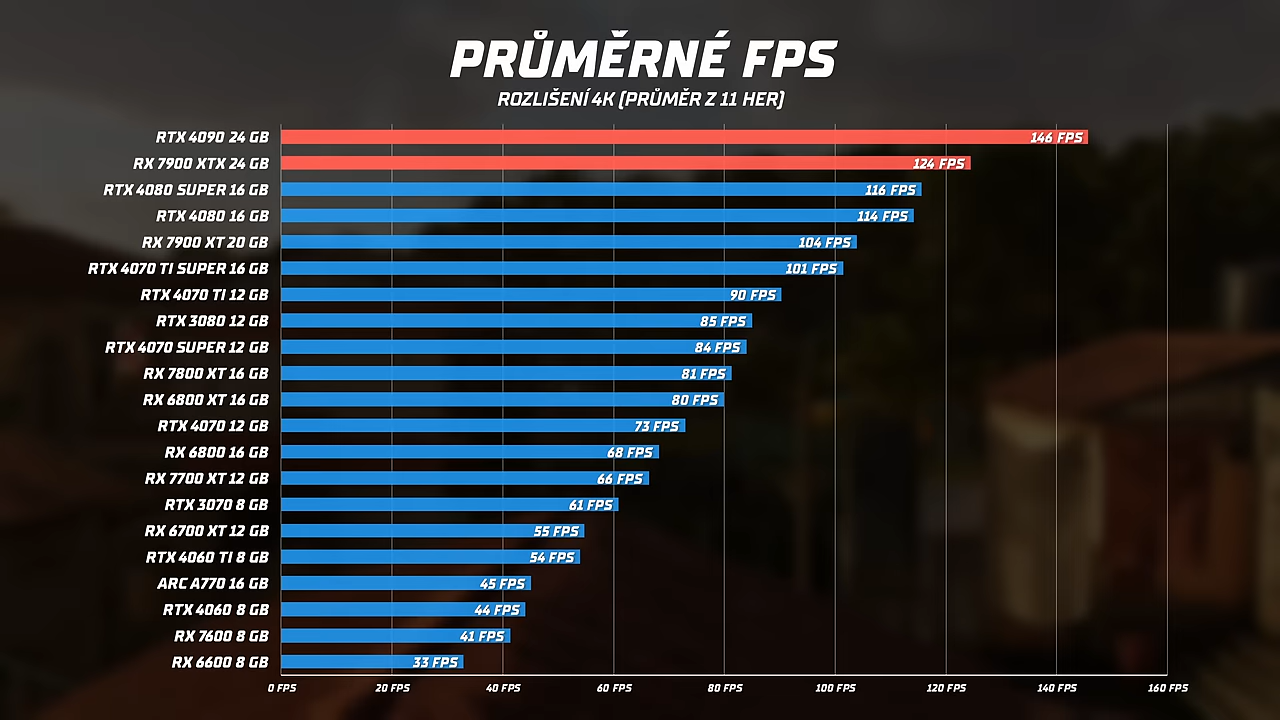 PRŮMĚRNÉ FPS
ROZLIŠENÍ 4K (PRŮMĚR Z 11 HER)
RTX 4090 24 GB 146 FPS
RX 7900 XTX 24 GB 124 FPS
RTX 4080 SUPER 16 GB 116 FPS
RTX 4080 16 GB 114 FPS
RX 7900 XT 20 GB 104 FPS
RTX 4070 TI SUPER 16 GB 101 FPS
RTX 4070 TI 12 GB 90 FPS
RTX 3080 12 GB 85 FPS
RTX 4070 SUPER 12 GB 84 FPS
RX 7800 XT 16 GB 81 FPS
RX 6800 XT 16 GB 80 FPS
RTX 4070 12 GB 73 FPS
RX 6800 16 GB 68 FPS
RX 7700 XT 12 GB 66 FPS
RTX 3070 8 GB 61 FPS
RX 6700 XT 12 GB 55 FPS
RTX 4060 TI 8 GB 54 FPS
ARC A770 16 GB 45 FPS
RTX 4060 8 GB 44 FPS
RX 7600 8 GB 41 FPS
RX 6600 8 GB 33 FPS
0 FPS 20 FPS 40 FPS 60 FPS 80 FPS 100 FPS 120 FPS 140 FPS 160 FPS